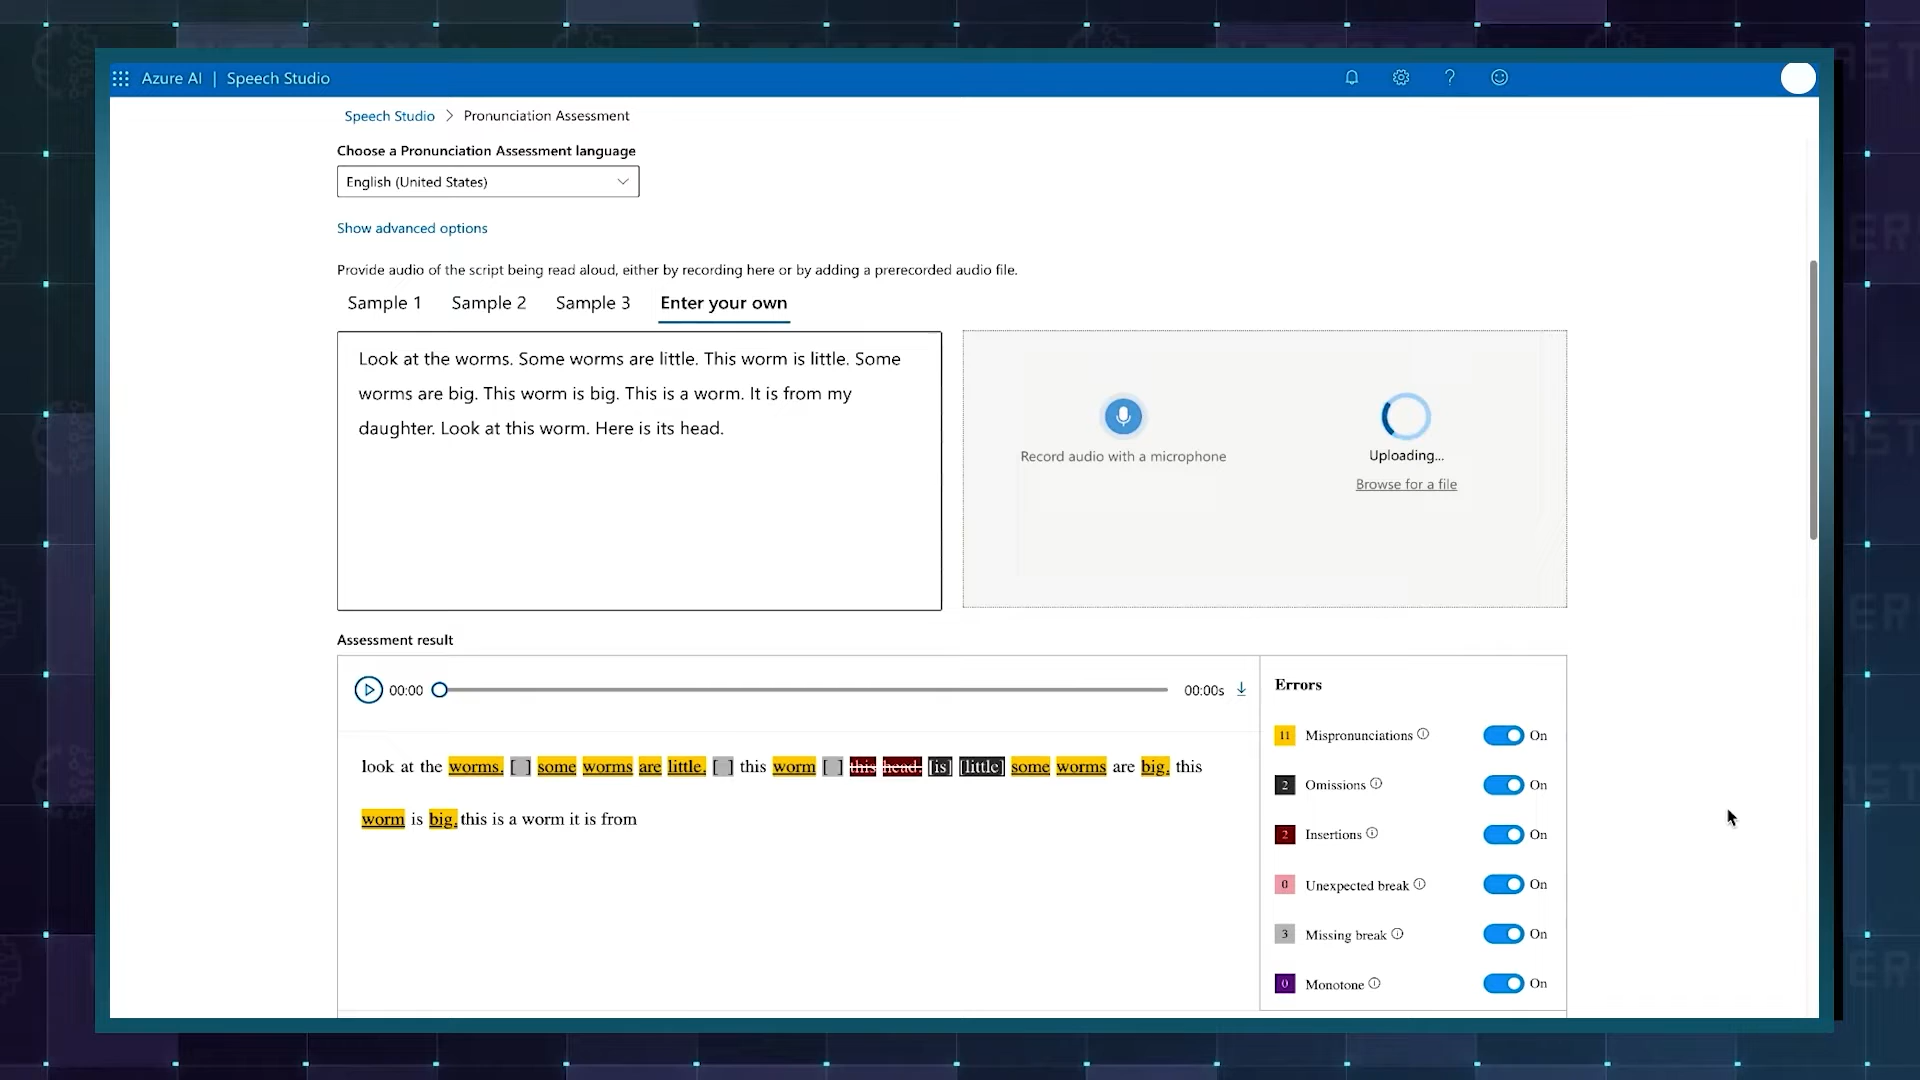 Azure AI | Speech Studio
Speech Studio > Pronunciation Assessment
Choose a Pronunciation Assessment language
English (United States)
Show advanced options
Provide audio of the script being read aloud, either by recording here or by adding a prerecorded audio file.
Sample 1 Sample 2 Sample 3 Enter your own
Look at the worms. Some worms are little. This worm is little. Some
worms are big. This worm is big. This is a worm. It is from my
daughter. Look at this worm. Here is its head.
Record audio with a microphone
Uploading...
Browse for a file
Assessment result
00:00 00:00s
look at the worms. [ ] some worms are little. [ ] this worm [ ] this head. [is] [little] some worms are big. this
worm is big. this is a worm it is from
Errors
11 Mispronunciations On
2 Omissions On
2 Insertions On
0 Unexpected break On
3 Missing break On
0 Monotone On